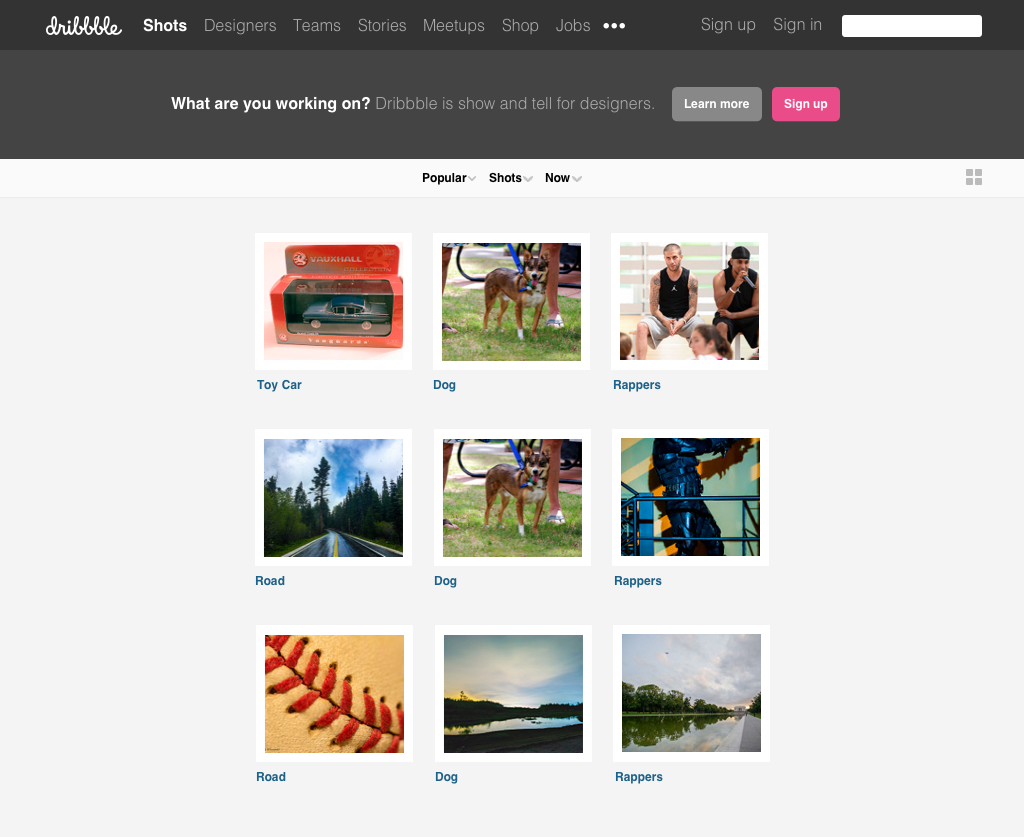 dribbble Shots Designers Teams Stories Meetups Shop Jobs ••• Sign up Sign in
What are you working on? Dribbble is show and tell for designers. Learn more Sign up
Popular Shots Now
VAUXHALL
Vanguards
Toy Car Dog Rappers
Road Dog Rappers
Road Dog Rappers